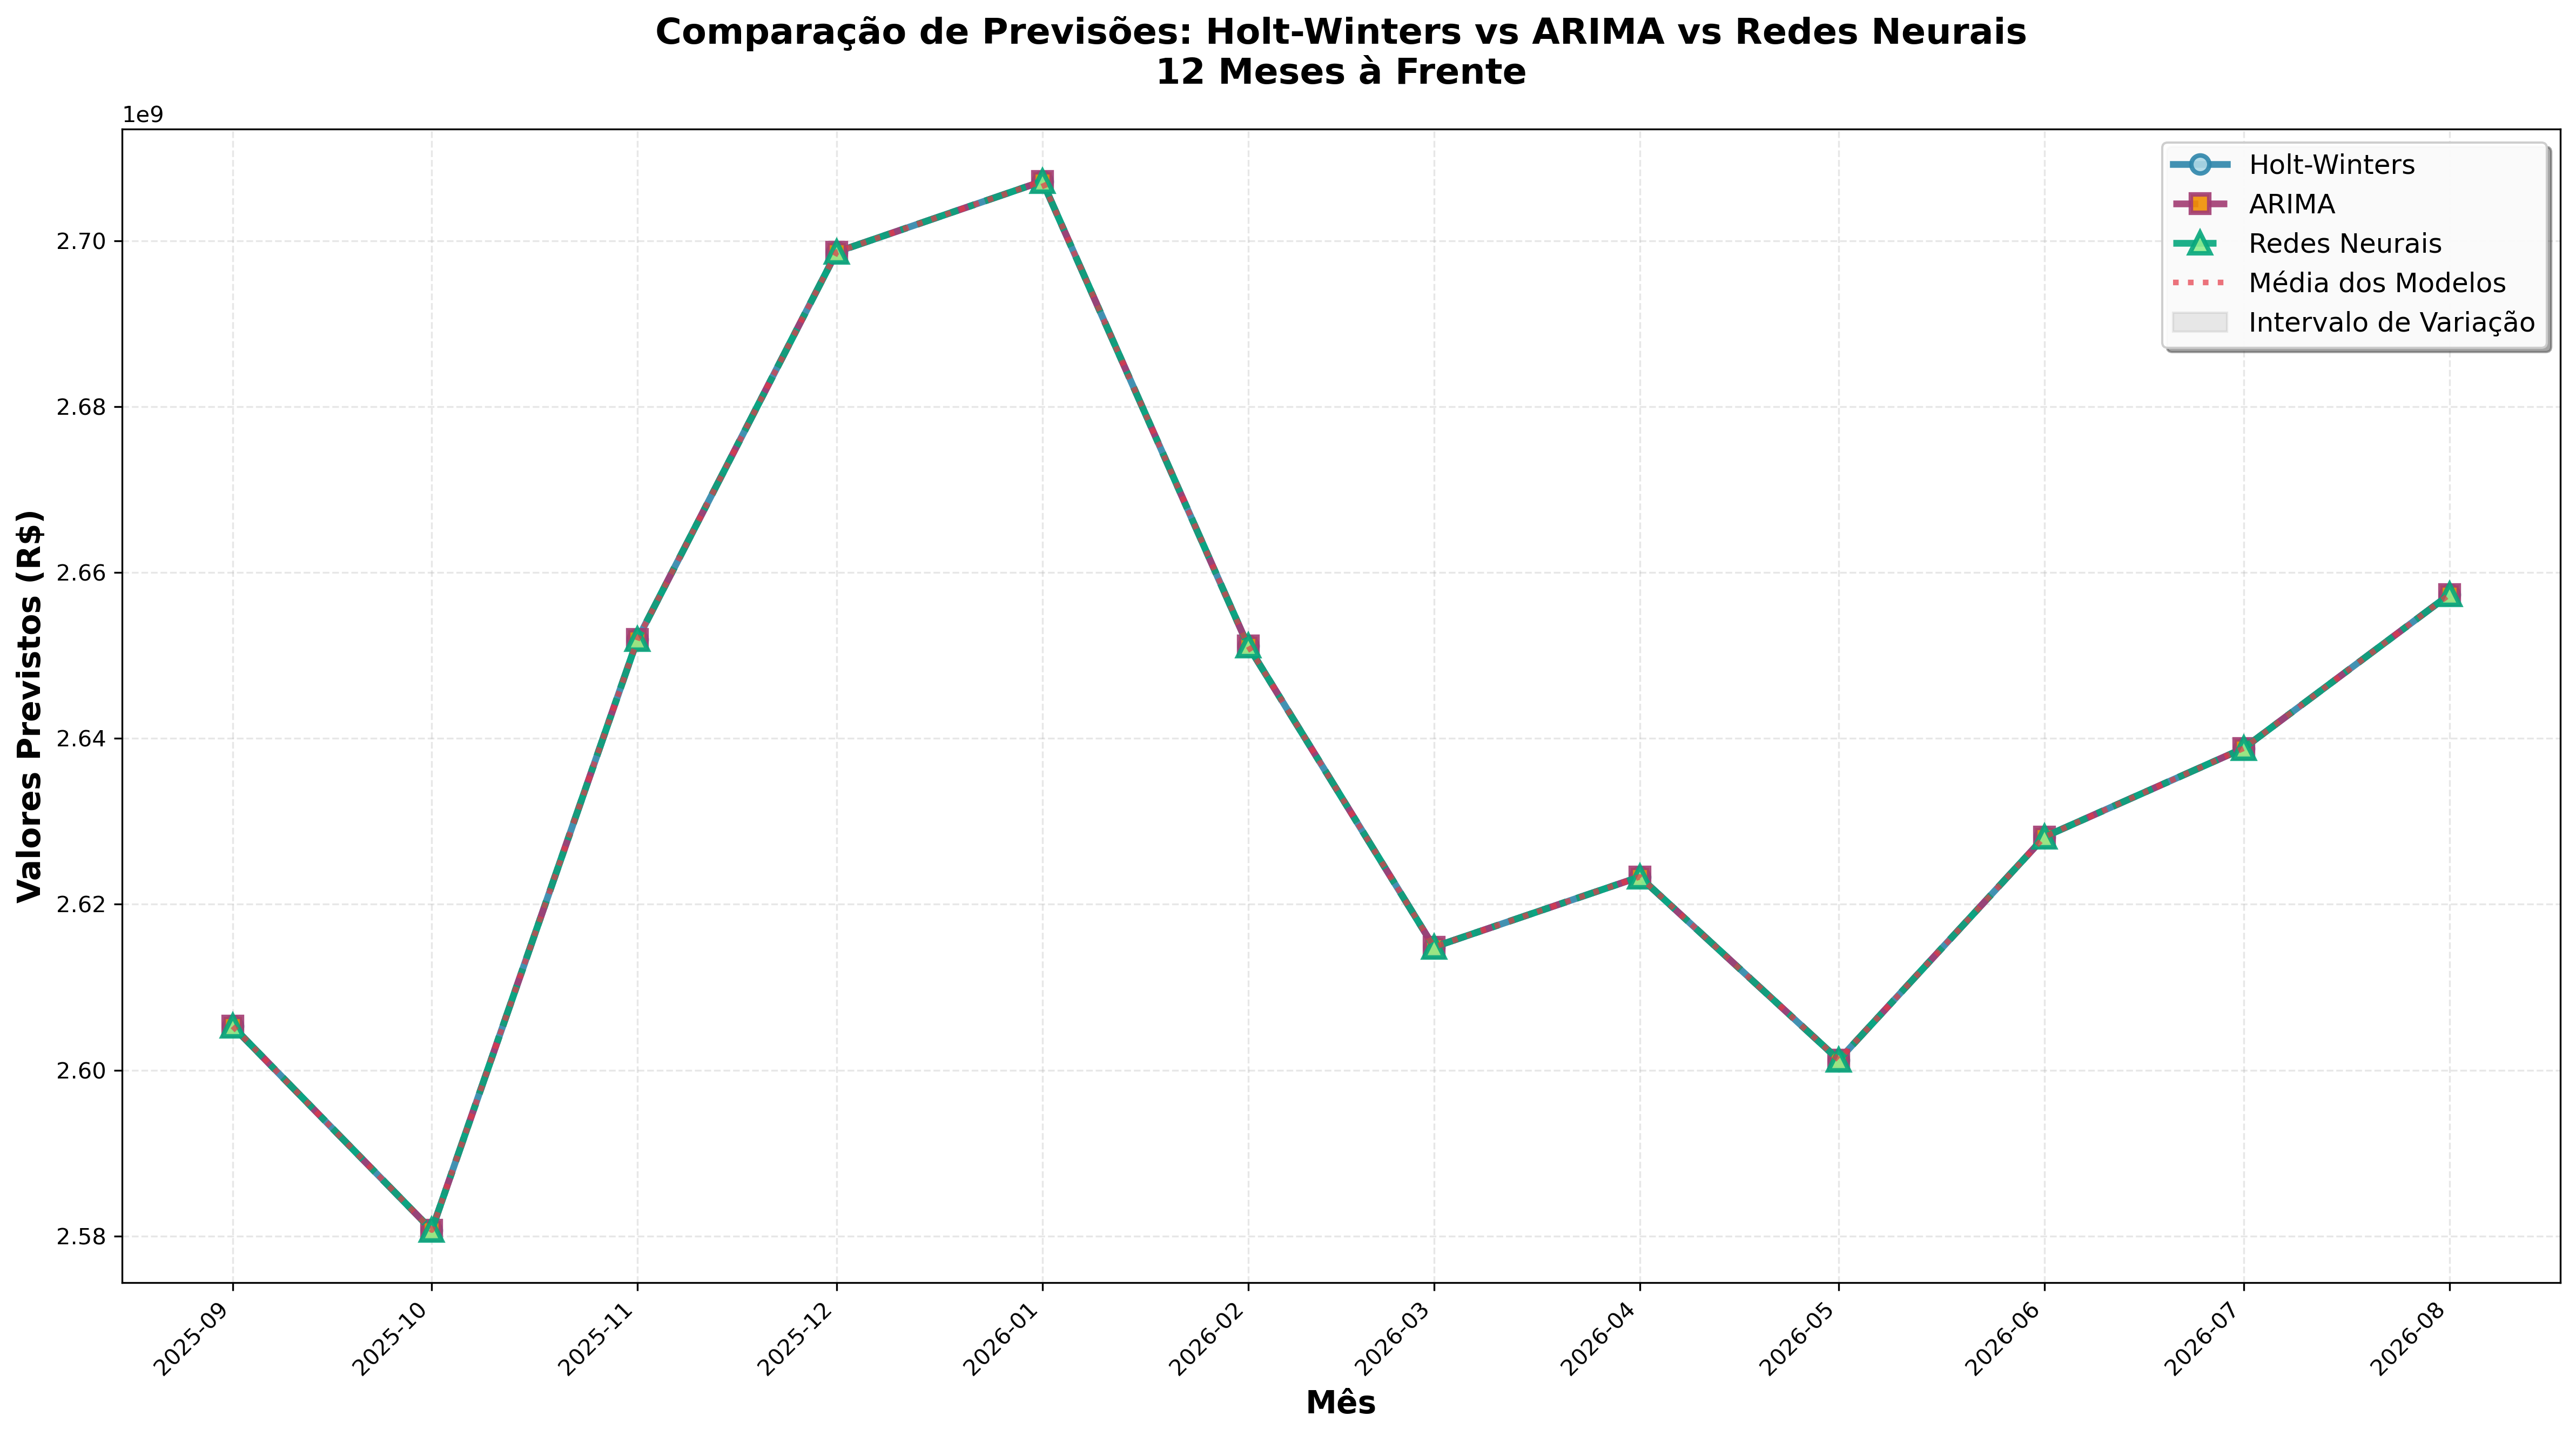 Comparação de Previsões: Holt-Winters vs ARIMA vs Redes Neurais
12 Meses à Frente
1e9
Holt-Winters
ARIMA
Redes Neurais
Média dos Modelos
Intervalo de Variação
Valores Previstos (R$)
2.70
2.68
2.66
2.64
2.62
2.60
2.58
2025-09
2025-10
2025-11
2025-12
2026-01
2026-02
2026-03
2026-04
2026-05
2026-06
2026-07
2026-08
Mês